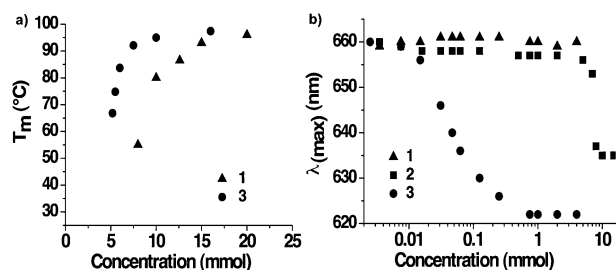 a)
T m (°C)
100
90
80
70
60
50
40
30
0 5 10 15 20 25
Concentration (mmol)
1
3
b)
λ (max) (nm)
660
650
640
630
620
0.01 0.1 1 10
Concentration (mmol)
1
2
3